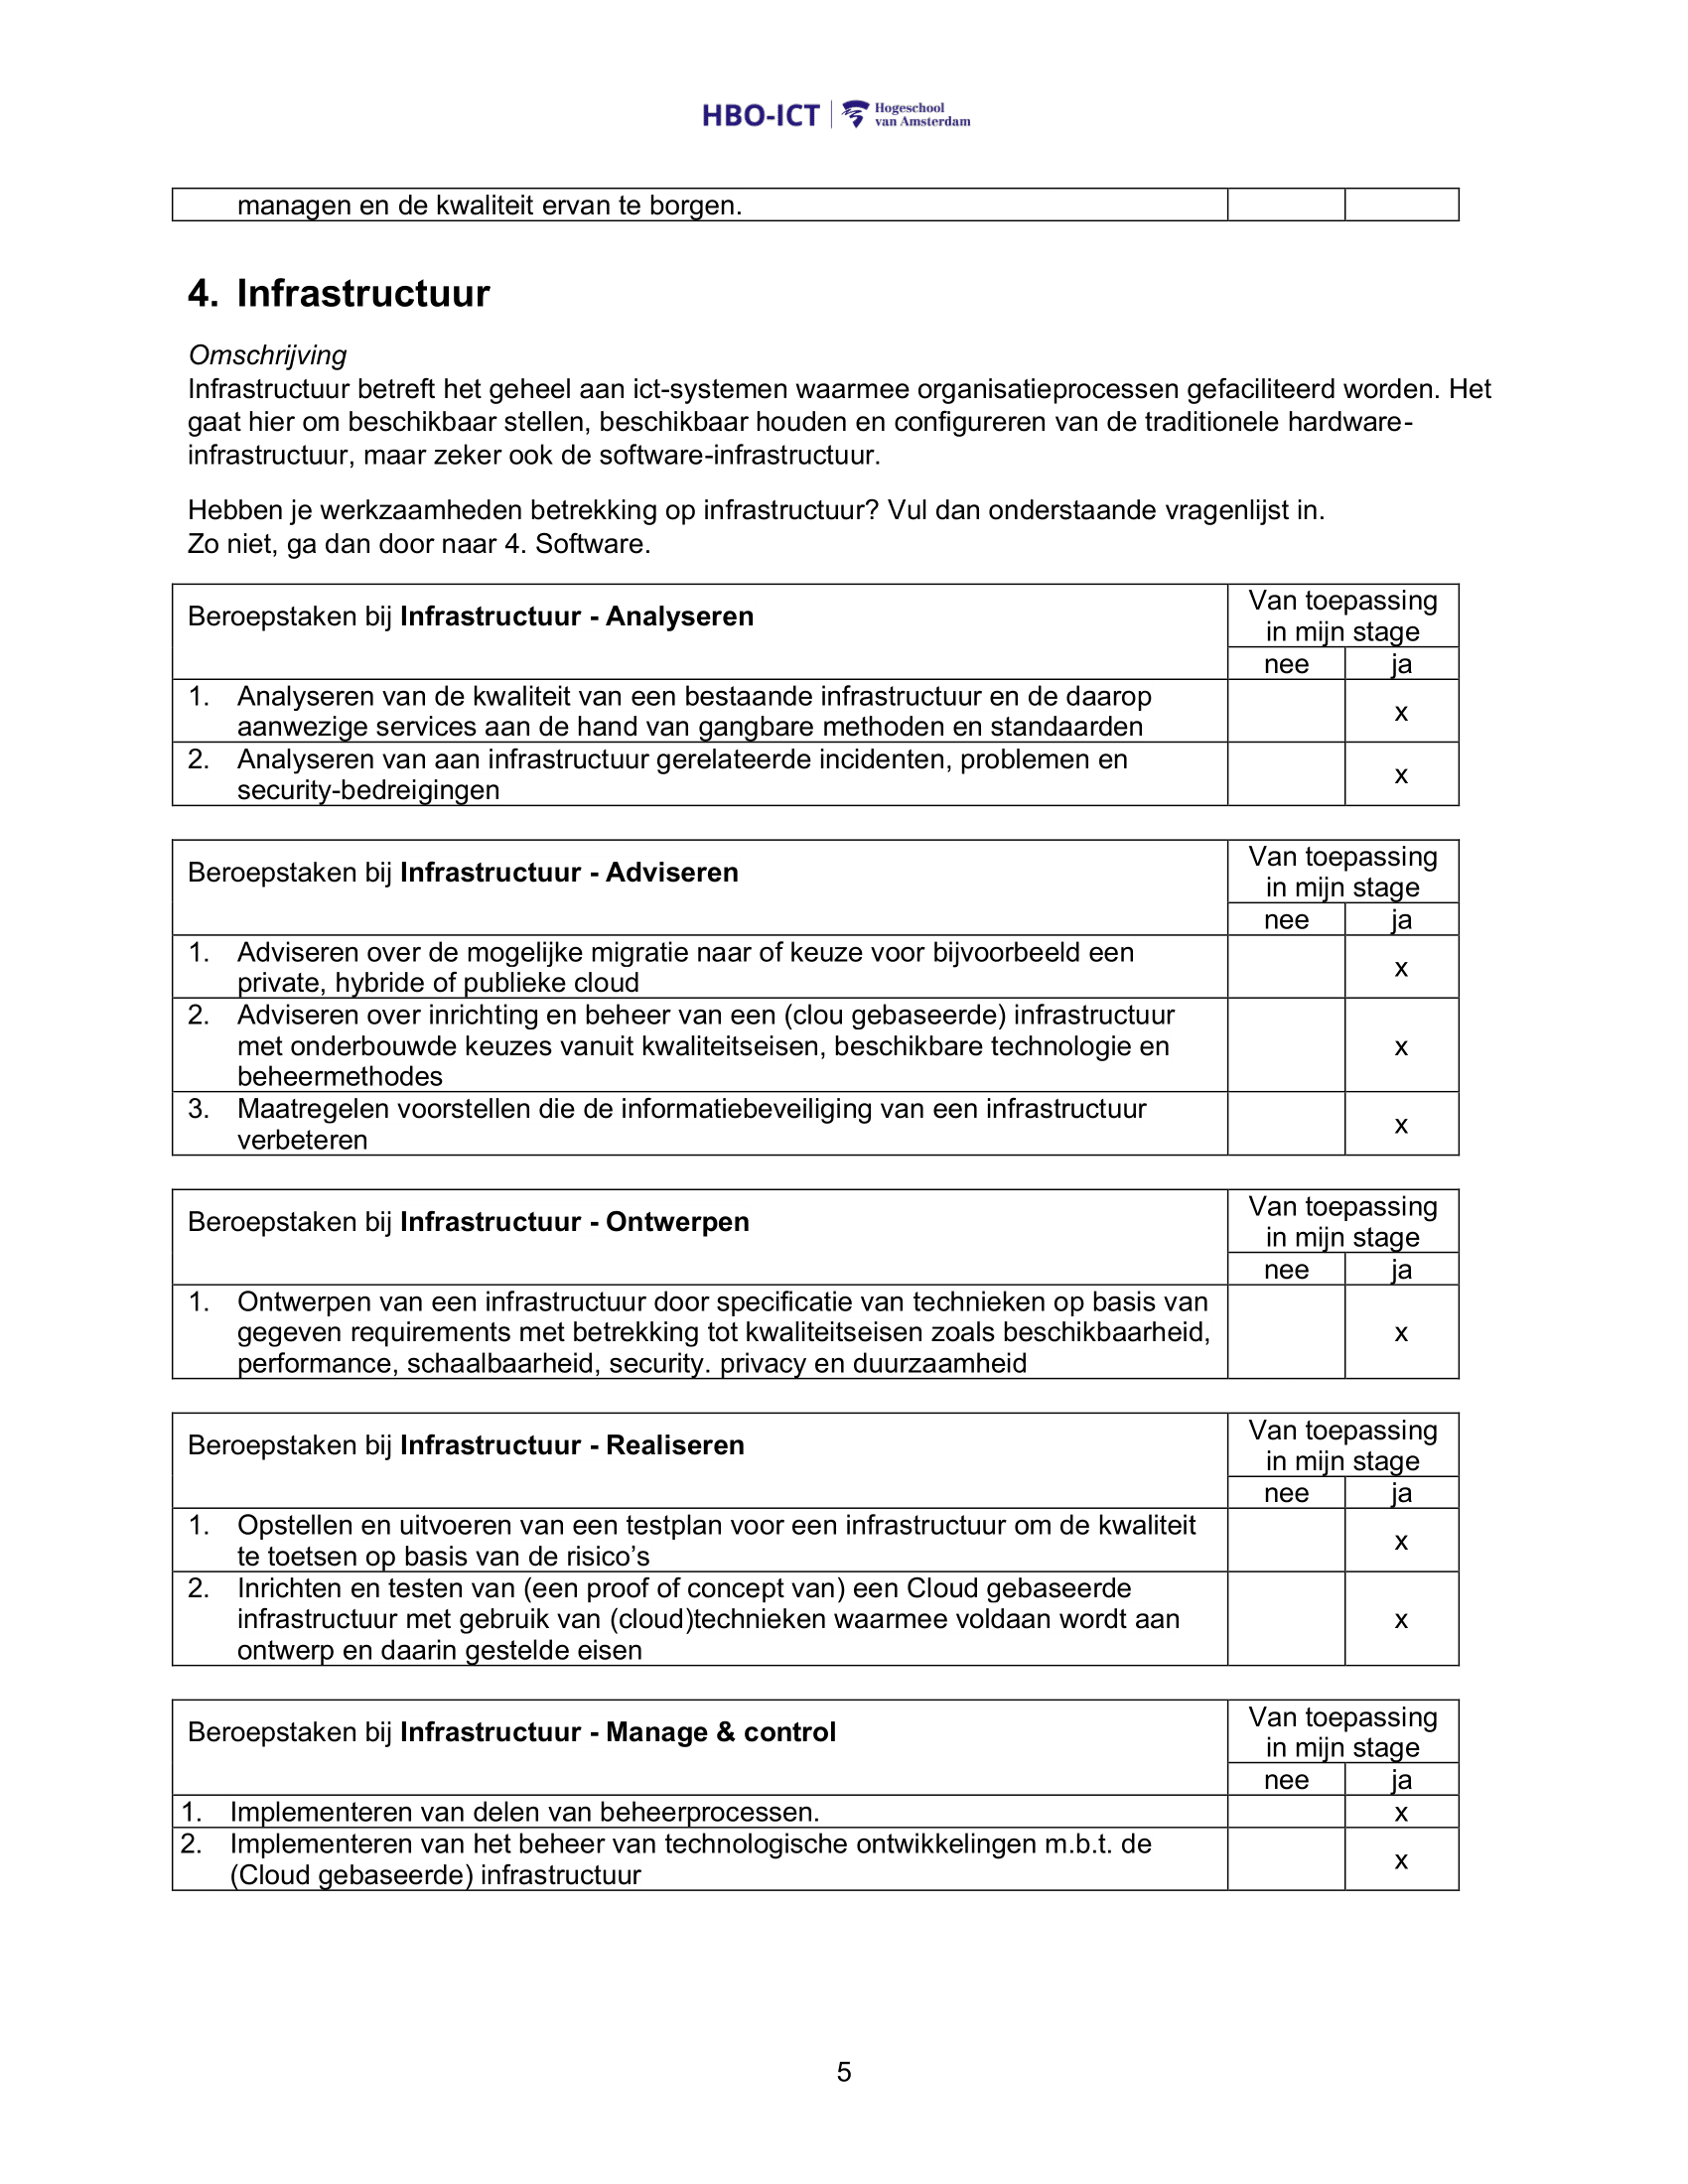 HBO-ICT
Hogeschool
van Amsterdam
managen en de kwaliteit ervan te borgen.
4. Infrastructuur
Omschrijving
Infrastructuur betreft het geheel aan ict-systemen waarmee organisatieprocessen gefaciliteerd worden. Het
gaat hier om beschikbaar stellen, beschikbaar houden en configureren van de traditionele hardware-
infrastructuur, maar zeker ook de software-infrastructuur.
Hebben je werkzaamheden betrekking op infrastructuur? Vul dan onderstaande vragenlijst in.
Zo niet, ga dan door naar 4. Software.
Beroepstaken bij Infrastructuur - Analyseren
Van toepassing
in mijn stage
nee ja
1. Analyseren van de kwaliteit van een bestaande infrastructuur en de daarop
aanwezige services aan de hand van gangbare methoden en standaarden
x
2. Analyseren van aan infrastructuur gerelateerde incidenten, problemen en
security-bedreigingen
x
Beroepstaken bij Infrastructuur - Adviseren
Van toepassing
in mijn stage
nee ja
1. Adviseren over de mogelijke migratie naar of keuze voor bijvoorbeeld een
private, hybride of publieke cloud
x
2. Adviseren over inrichting en beheer van een (clou gebaseerde) infrastructuur
met onderbouwde keuzes vanuit kwaliteitseisen, beschikbare technologie en
beheermethodes
x
3. Maatregelen voorstellen die de informatiebeveiliging van een infrastructuur
verbeteren
x
Beroepstaken bij Infrastructuur - Ontwerpen
Van toepassing
in mijn stage
nee ja
1. Ontwerpen van een infrastructuur door specificatie van technieken op basis van
gegeven requirements met betrekking tot kwaliteitseisen zoals beschikbaarheid,
performance, schaalbaarheid, security. privacy en duurzaamheid
x
Beroepstaken bij Infrastructuur - Realiseren
Van toepassing
in mijn stage
nee ja
1. Opstellen en uitvoeren van een testplan voor een infrastructuur om de kwaliteit
te toetsen op basis van de risico’s
x
2. Inrichten en testen van (een proof of concept van) een Cloud gebaseerde
infrastructuur met gebruik van (cloud)technieken waarmee voldaan wordt aan
ontwerp en daarin gestelde eisen
x
Beroepstaken bij Infrastructuur - Manage & control
Van toepassing
in mijn stage
nee ja
1. Implementeren van delen van beheerprocessen.
x
2. Implementeren van het beheer van technologische ontwikkelingen m.b.t. de
(Cloud gebaseerde) infrastructuur
x
5